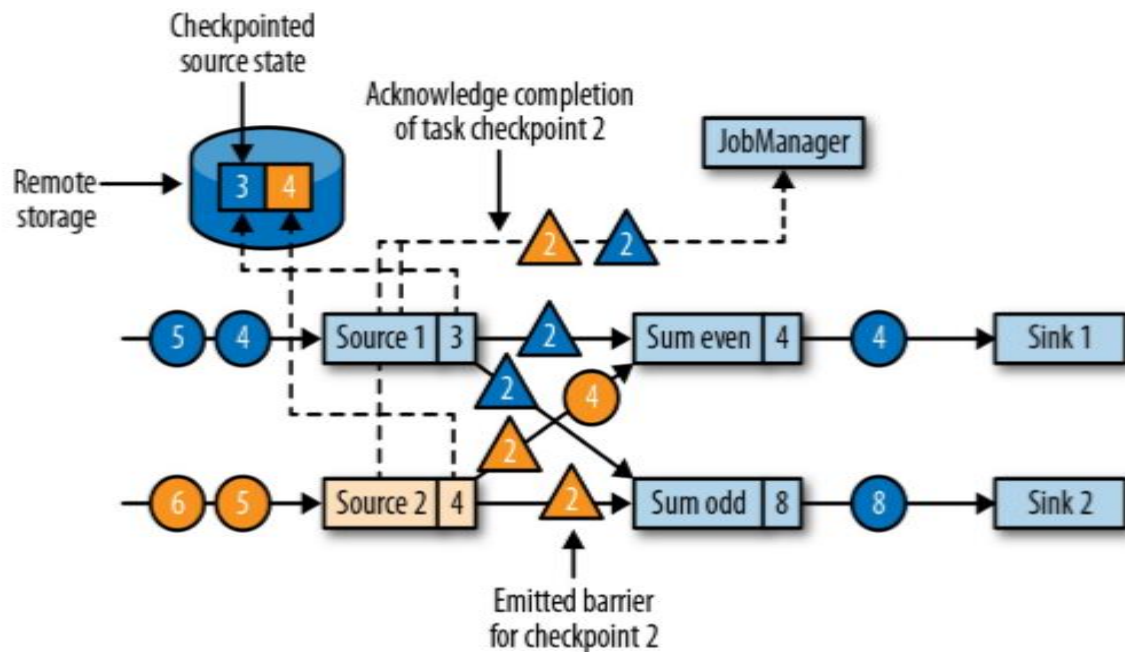 Checkpointed
source state
Acknowledge completion
of task checkpoint 2
JobManager
Remote
storage
3 4
2 2
5 4 Source 1 3 2 Sum even 4 4 Sink 1
2 4
2
6 5 Source 2 4 2 Sum odd 8 8 Sink 2
Emitted barrier
for checkpoint 2